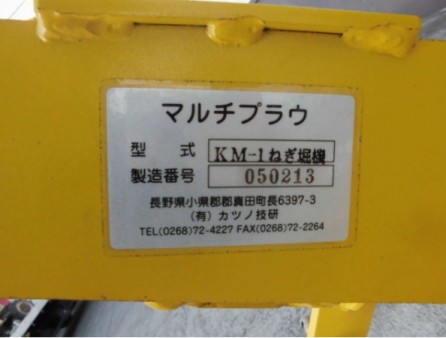 マルチプラウ
型 式 KM-1ねぎ堀機
製造番号 050213
長野県小県郡郡真田町長6397-3
(有) カツノ技研
TEL(0268)72-4227 FAX(0268)72-2264